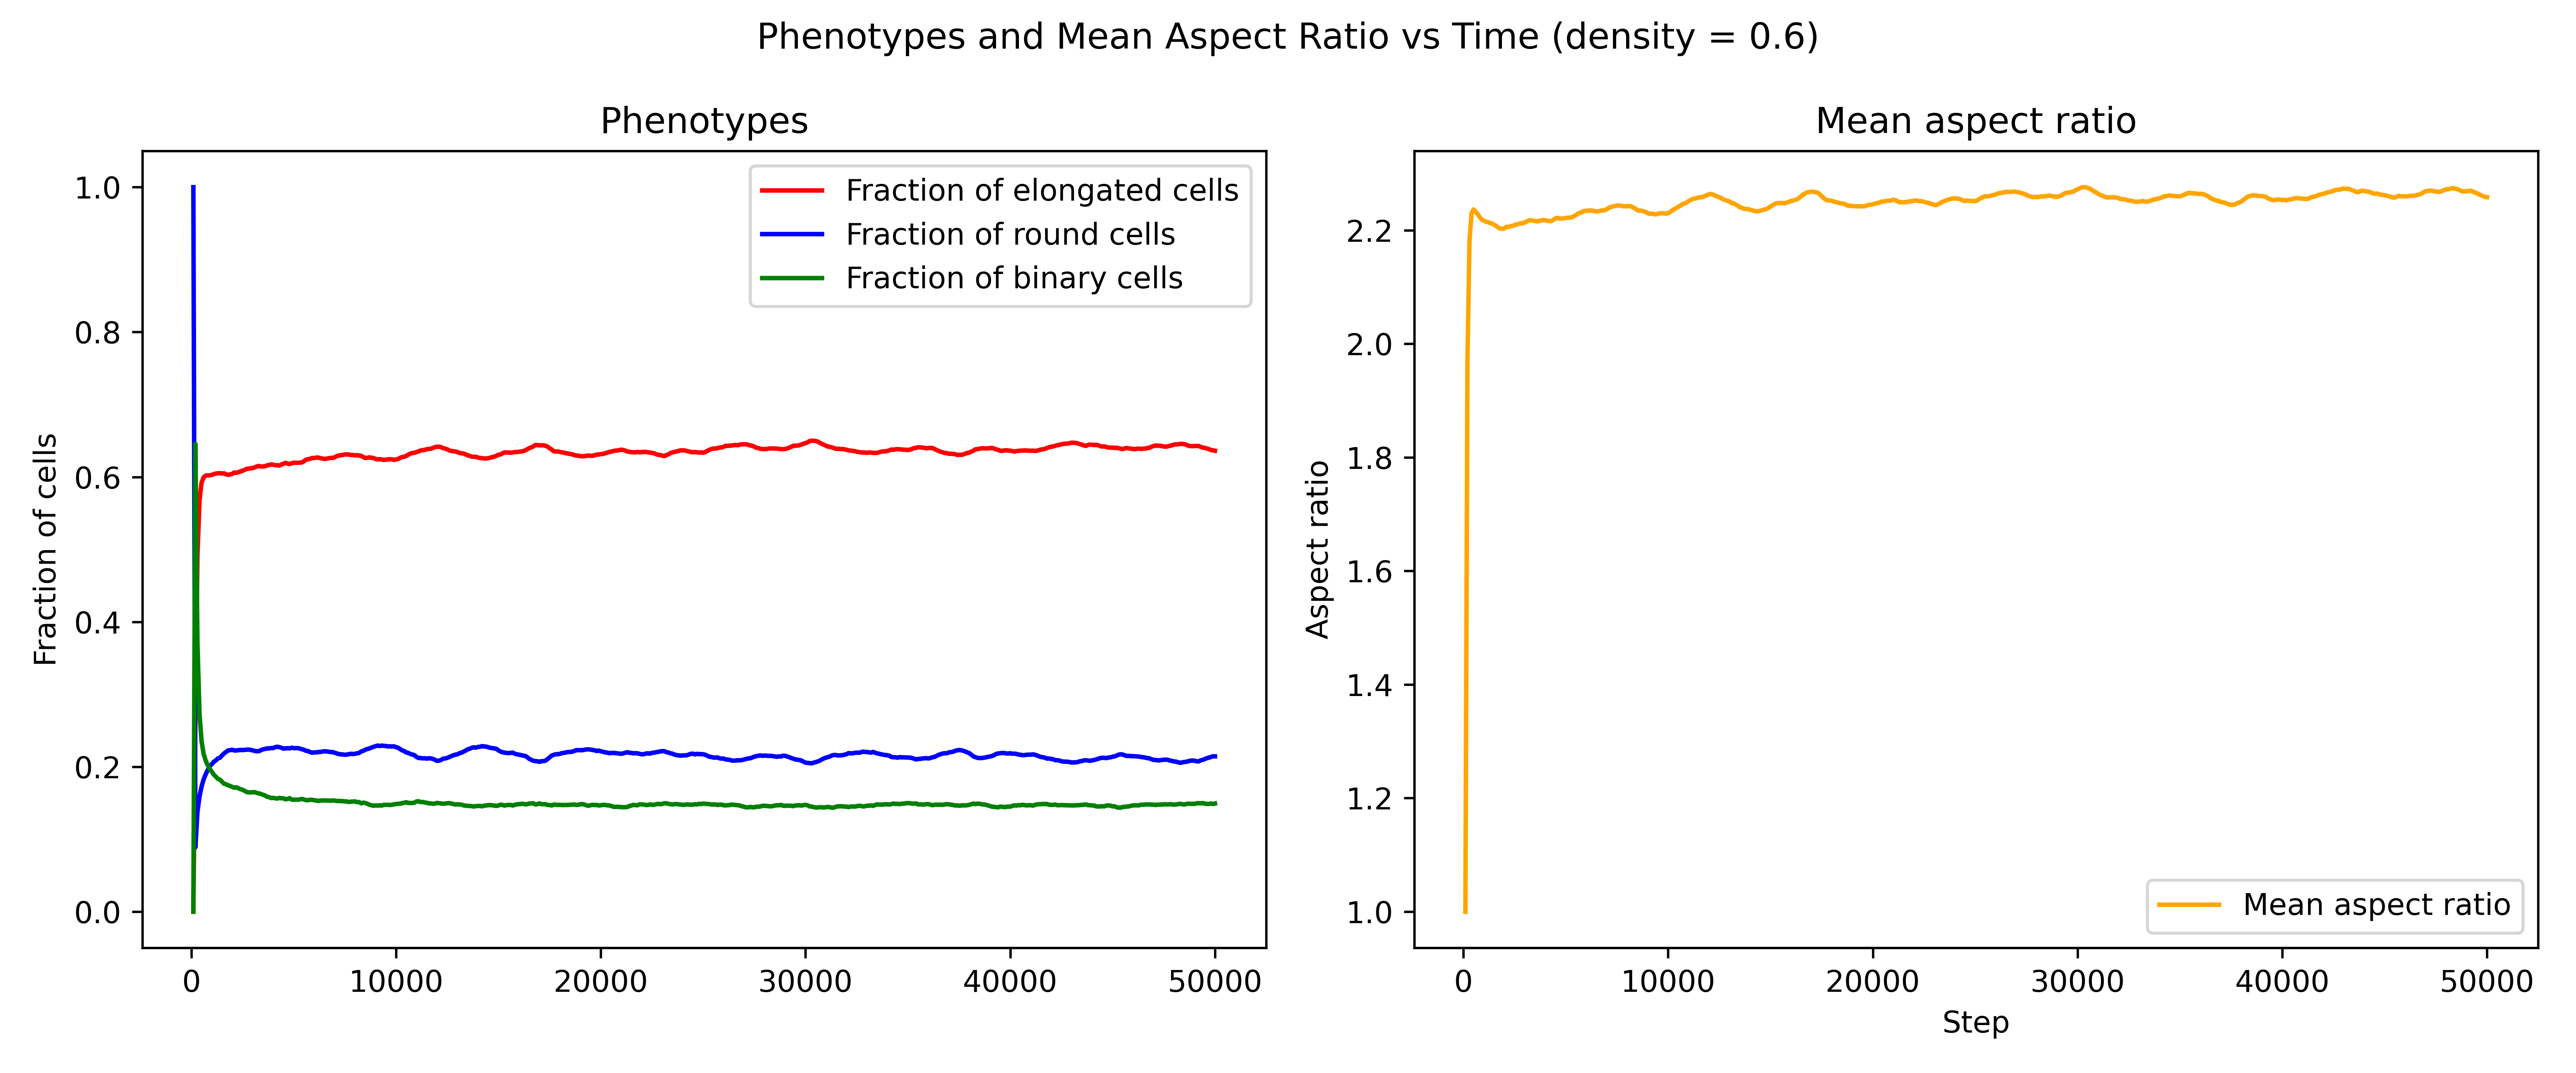 Phenotypes and Mean Aspect Ratio vs Time (density = 0.6)
Phenotypes
Fraction of cells
1.0
0.8
0.6
0.4
0.2
0.0
Fraction of elongated cells
Fraction of round cells
Fraction of binary cells
0 10000 20000 30000 40000 50000
Mean aspect ratio
Aspect ratio
2.2
2.0
1.8
1.6
1.4
1.2
1.0
Mean aspect ratio
0 10000 20000 30000 40000 50000
Step